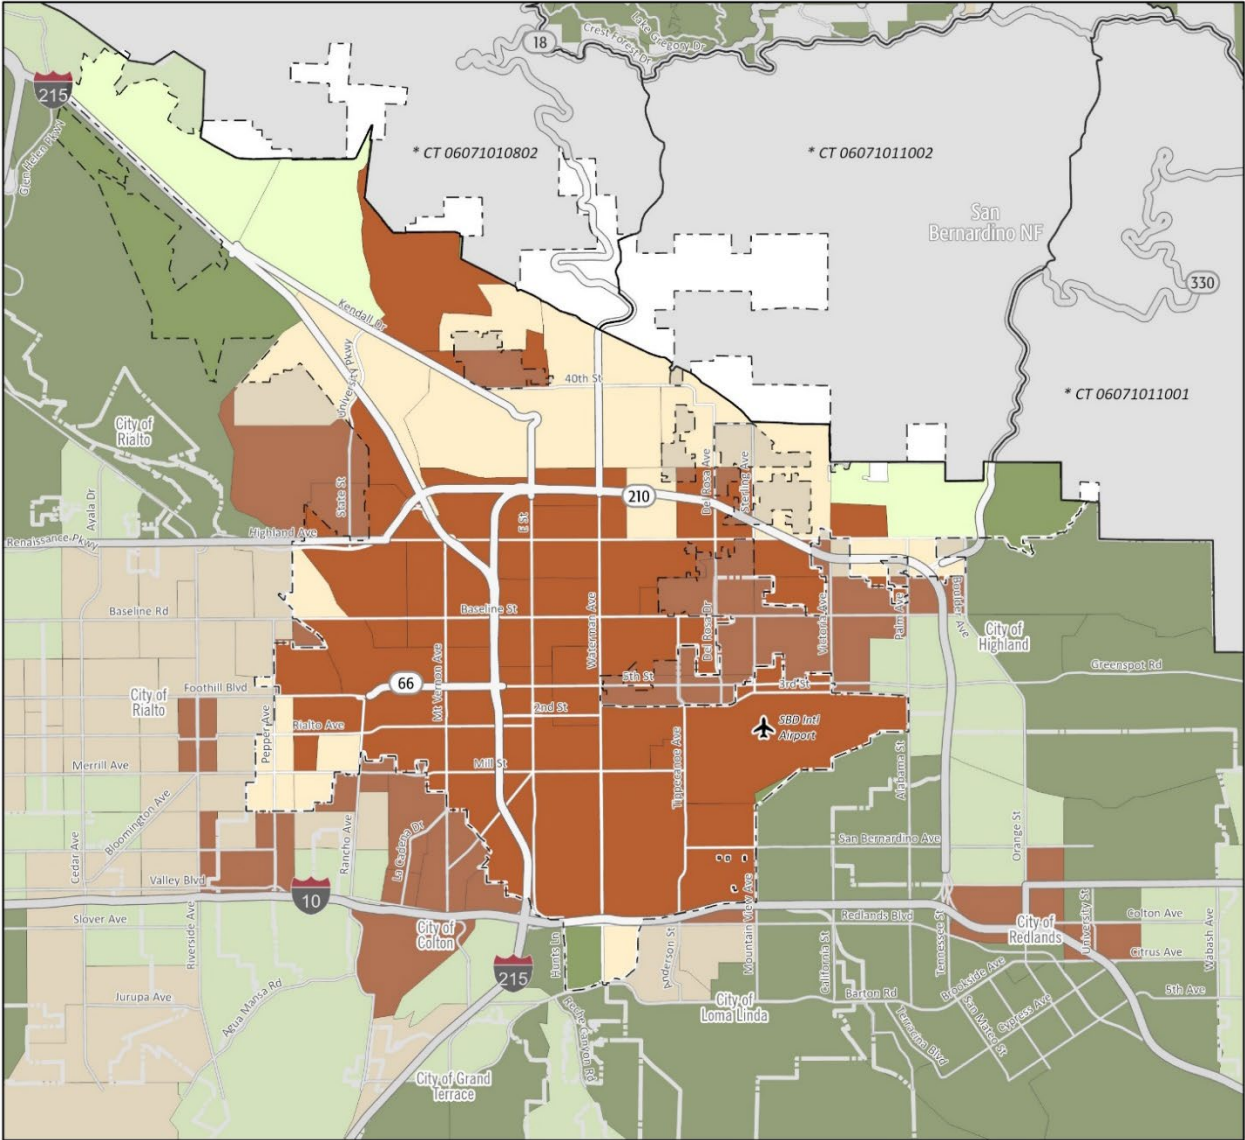 Lake Gregory Dr
Crest Forest Dr
18
215
Glen Helen Pkwy
* CT 06071010802
* CT 06071011002
San
Bernardino NF
330
Kendall Dr
University Pkwy
40th St
* CT 06071011001
City of
Rialto
Ayala Dr
State St
E St
210
Del Rosa Ave
Sterling Ave
Renaissance Pkwy
Highland Ave
Baseline Rd
Baseline St
Waterman Ave
Del Rosa Dr
Victoria Ave
Palm Ave
Boulder Ave
City of
Highland
Greenspot Rd
City of
Rialto
Foothill Blvd
66
Mt Vernon Ave
5th St
3rd St
2nd St
Rialto Ave
Pepper Ave
SBD Intl
Airport
Merrill Ave
Mill St
Tippecanoe Ave
Alabama St
Bloomington Ave
Cedar Ave
Rancho Ave
La Cadena Dr
San Bernardino Ave
Orange St
Valley Blvd
10
Mountain View Ave
Slover Ave
Riverside Ave
City of
Colton
Hunts Ln
Anderson St
Redlands Blvd
California St
Tennessee St
City of
Redlands
University St
Colton Ave
Citrus Ave
Wabash Ave
215
Jurupa Ave
Agua Mansa Rd
Reche Canyon Rd
City of
Loma Linda
Barton Rd
Terracina Blvd
Brookside Ave
San Mateo St
Cypress Ave
5th Ave
City of Grand
Terrace